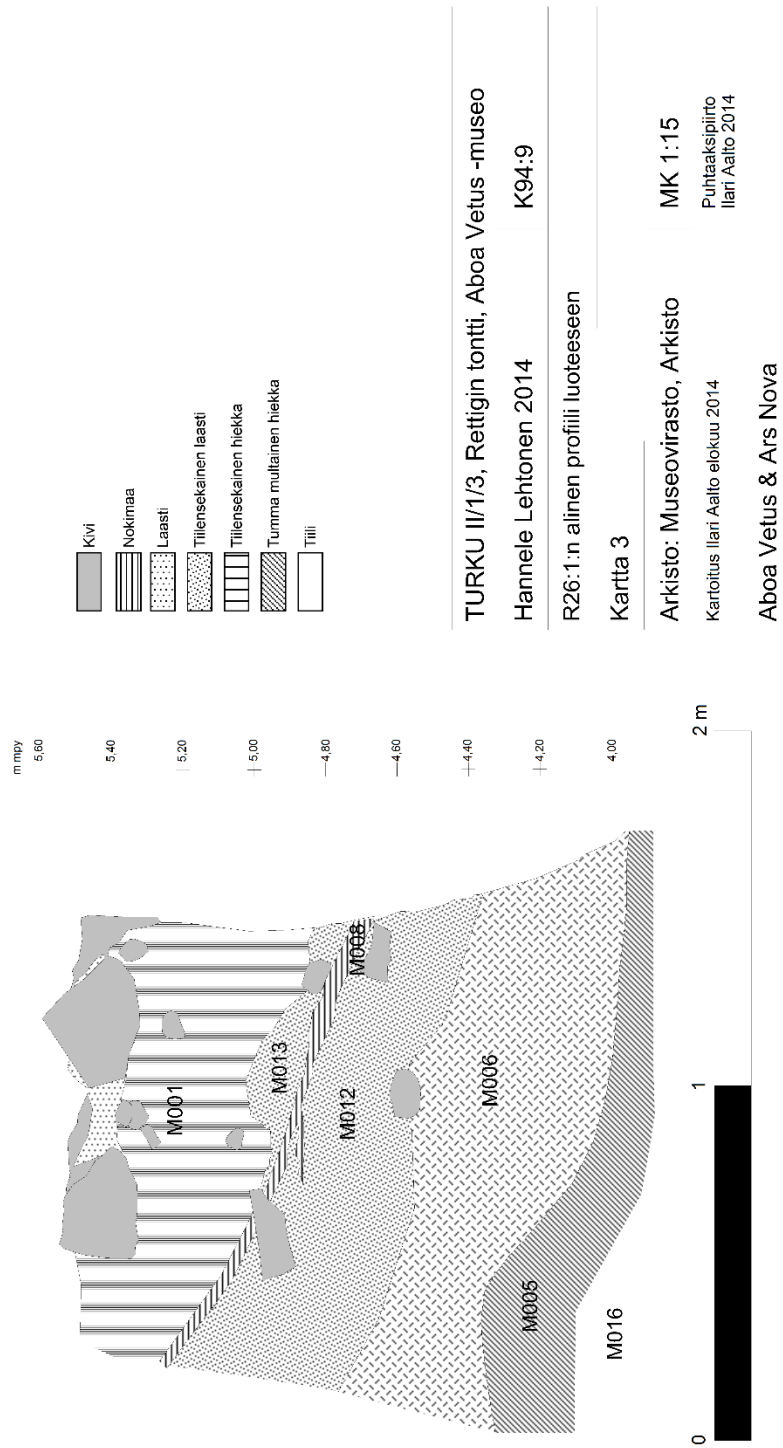 m mpy
5,60
5,40
5,20
5,00
4,80
4,60
4,40
4,20
4,00
M001
M013
M008
M012
M006
M005
M016
0
1
2 m
Kivi
Nokimaa
Laasti
Tiilensekainen laasti
Tiilensekainen hiekka
Tumma multainen hiekka
Tiili
TURKU II/1/3, Rettigin tontti, Aboa Vetus -museo
Hannele Lehtonen 2014 K94:9
R26:1:n alinen profiili luoteeseen
Kartta 3
Arkisto: Museovirasto, Arkisto MK 1:15
Kartoitus Ilari Aalto elokuu 2014 Puhtaaksipiirto
Ilari Aalto 2014
Aboa Vetus & Ars Nova